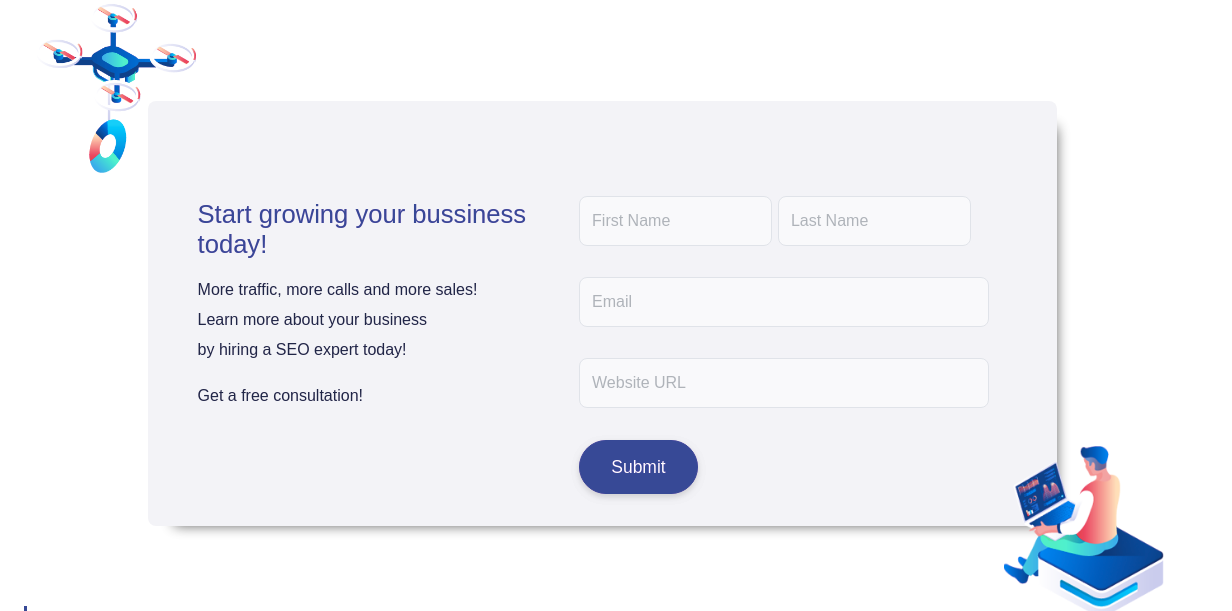 Start growing your bussiness
today!
More traffic, more calls and more sales!
Learn more about your business
by hiring a SEO expert today!
Get a free consultation!
First Name
Last Name
Email
Website URL
Submit